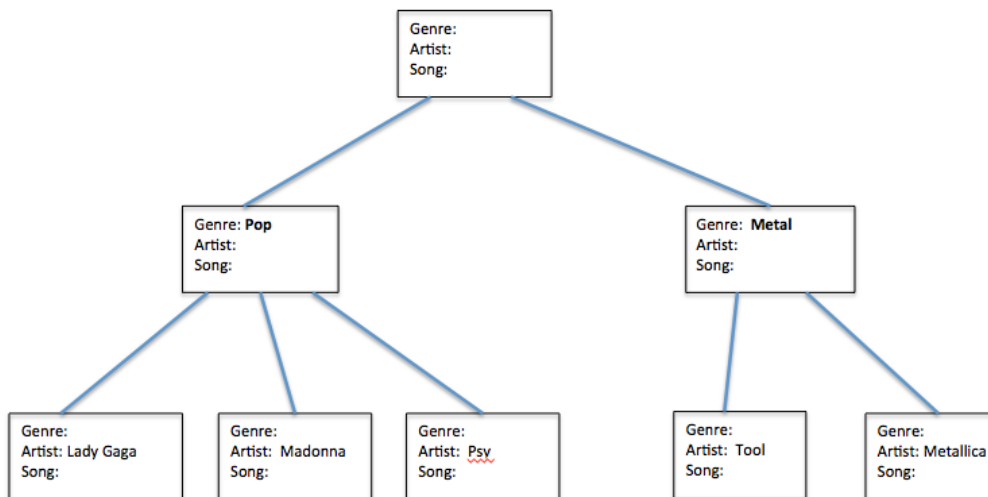 Genre:
Artist:
Song:
Genre: Pop
Artist:
Song:
Genre: Metal
Artist:
Song:
Genre:
Artist: Lady Gaga
Song:
Genre:
Artist: Madonna
Song:
Genre:
Artist: Psy
Song:
Genre:
Artist: Tool
Song:
Genre:
Artist: Metallica
Song: